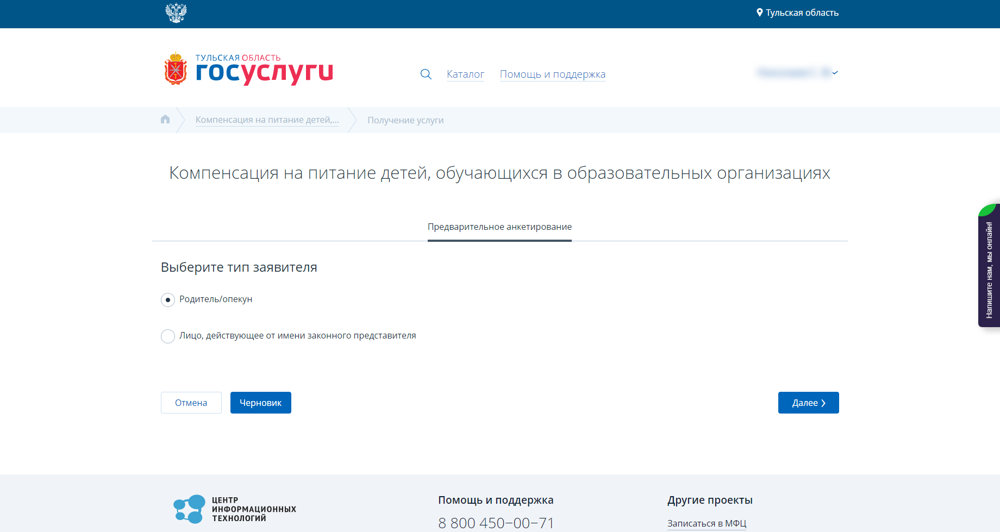 Тульская область
ТУЛЬСКАЯ ОБЛАСТЬ
госуслуги
Каталог
Помощь и поддержка
Компенсация на питание детей,...
Получение услуги
Компенсация на питание детей, обучающихся в образовательных организациях
Предварительное анкетирование
Выберите тип заявителя
Родитель/опекун
Лицо, действующее от имени законного представителя
Отмена
Черновик
Далее
Напишите нам, мы онлайн!
ЦЕНТР
ИНФОРМАЦИОННЫХ
ТЕХНОЛОГИЙ
Помощь и поддержка
8 800 450−00−71
Другие проекты
Записаться в МФЦ